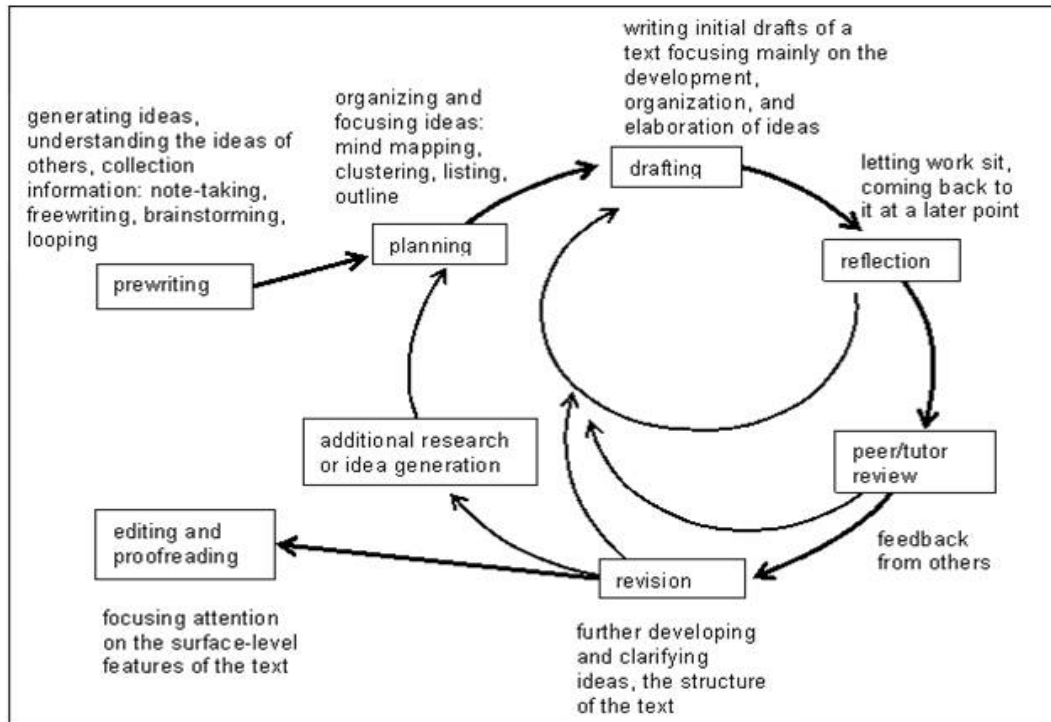 generating ideas,
understanding the ideas of
others, collection
information: note-taking,
freewriting, brainstorming,
looping
prewriting
organizing and
focusing ideas:
mind mapping,
clustering, listing,
outline
planning
writing initial drafts of a
text focusing mainly on the
development,
organization, and
elaboration of ideas
drafting
letting work sit,
coming back to
it at a later point
reflection
peer/tutor
review
feedback
from others
revision
further developing
and clarifying
ideas, the structure
of the text
additional research
or idea generation
editing and
proofreading
focusing attention
on the surface-level
features of the text